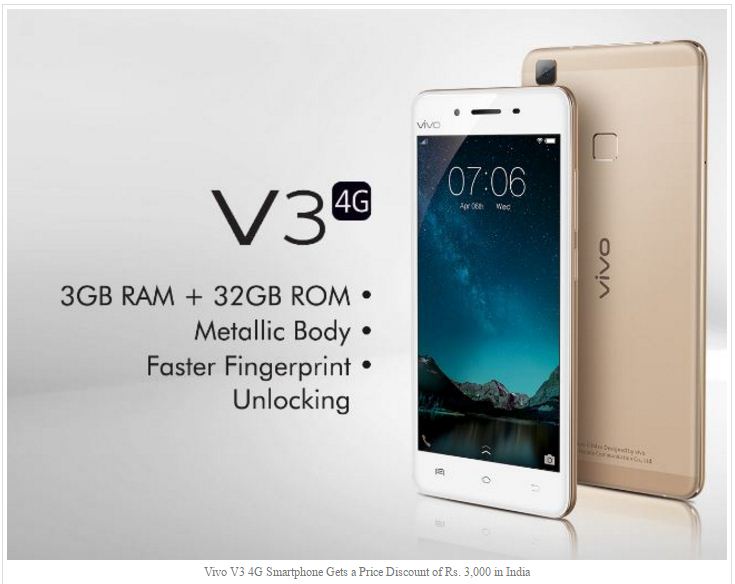 V3 4G
3GB RAM + 32GB ROM •
Metallic Body •
Faster Fingerprint •
Unlocking
vivo
07:06
Apr 06th Wed
vivo
Vivo V3 4G Smartphone Gets a Price Discount of Rs. 3,000 in India